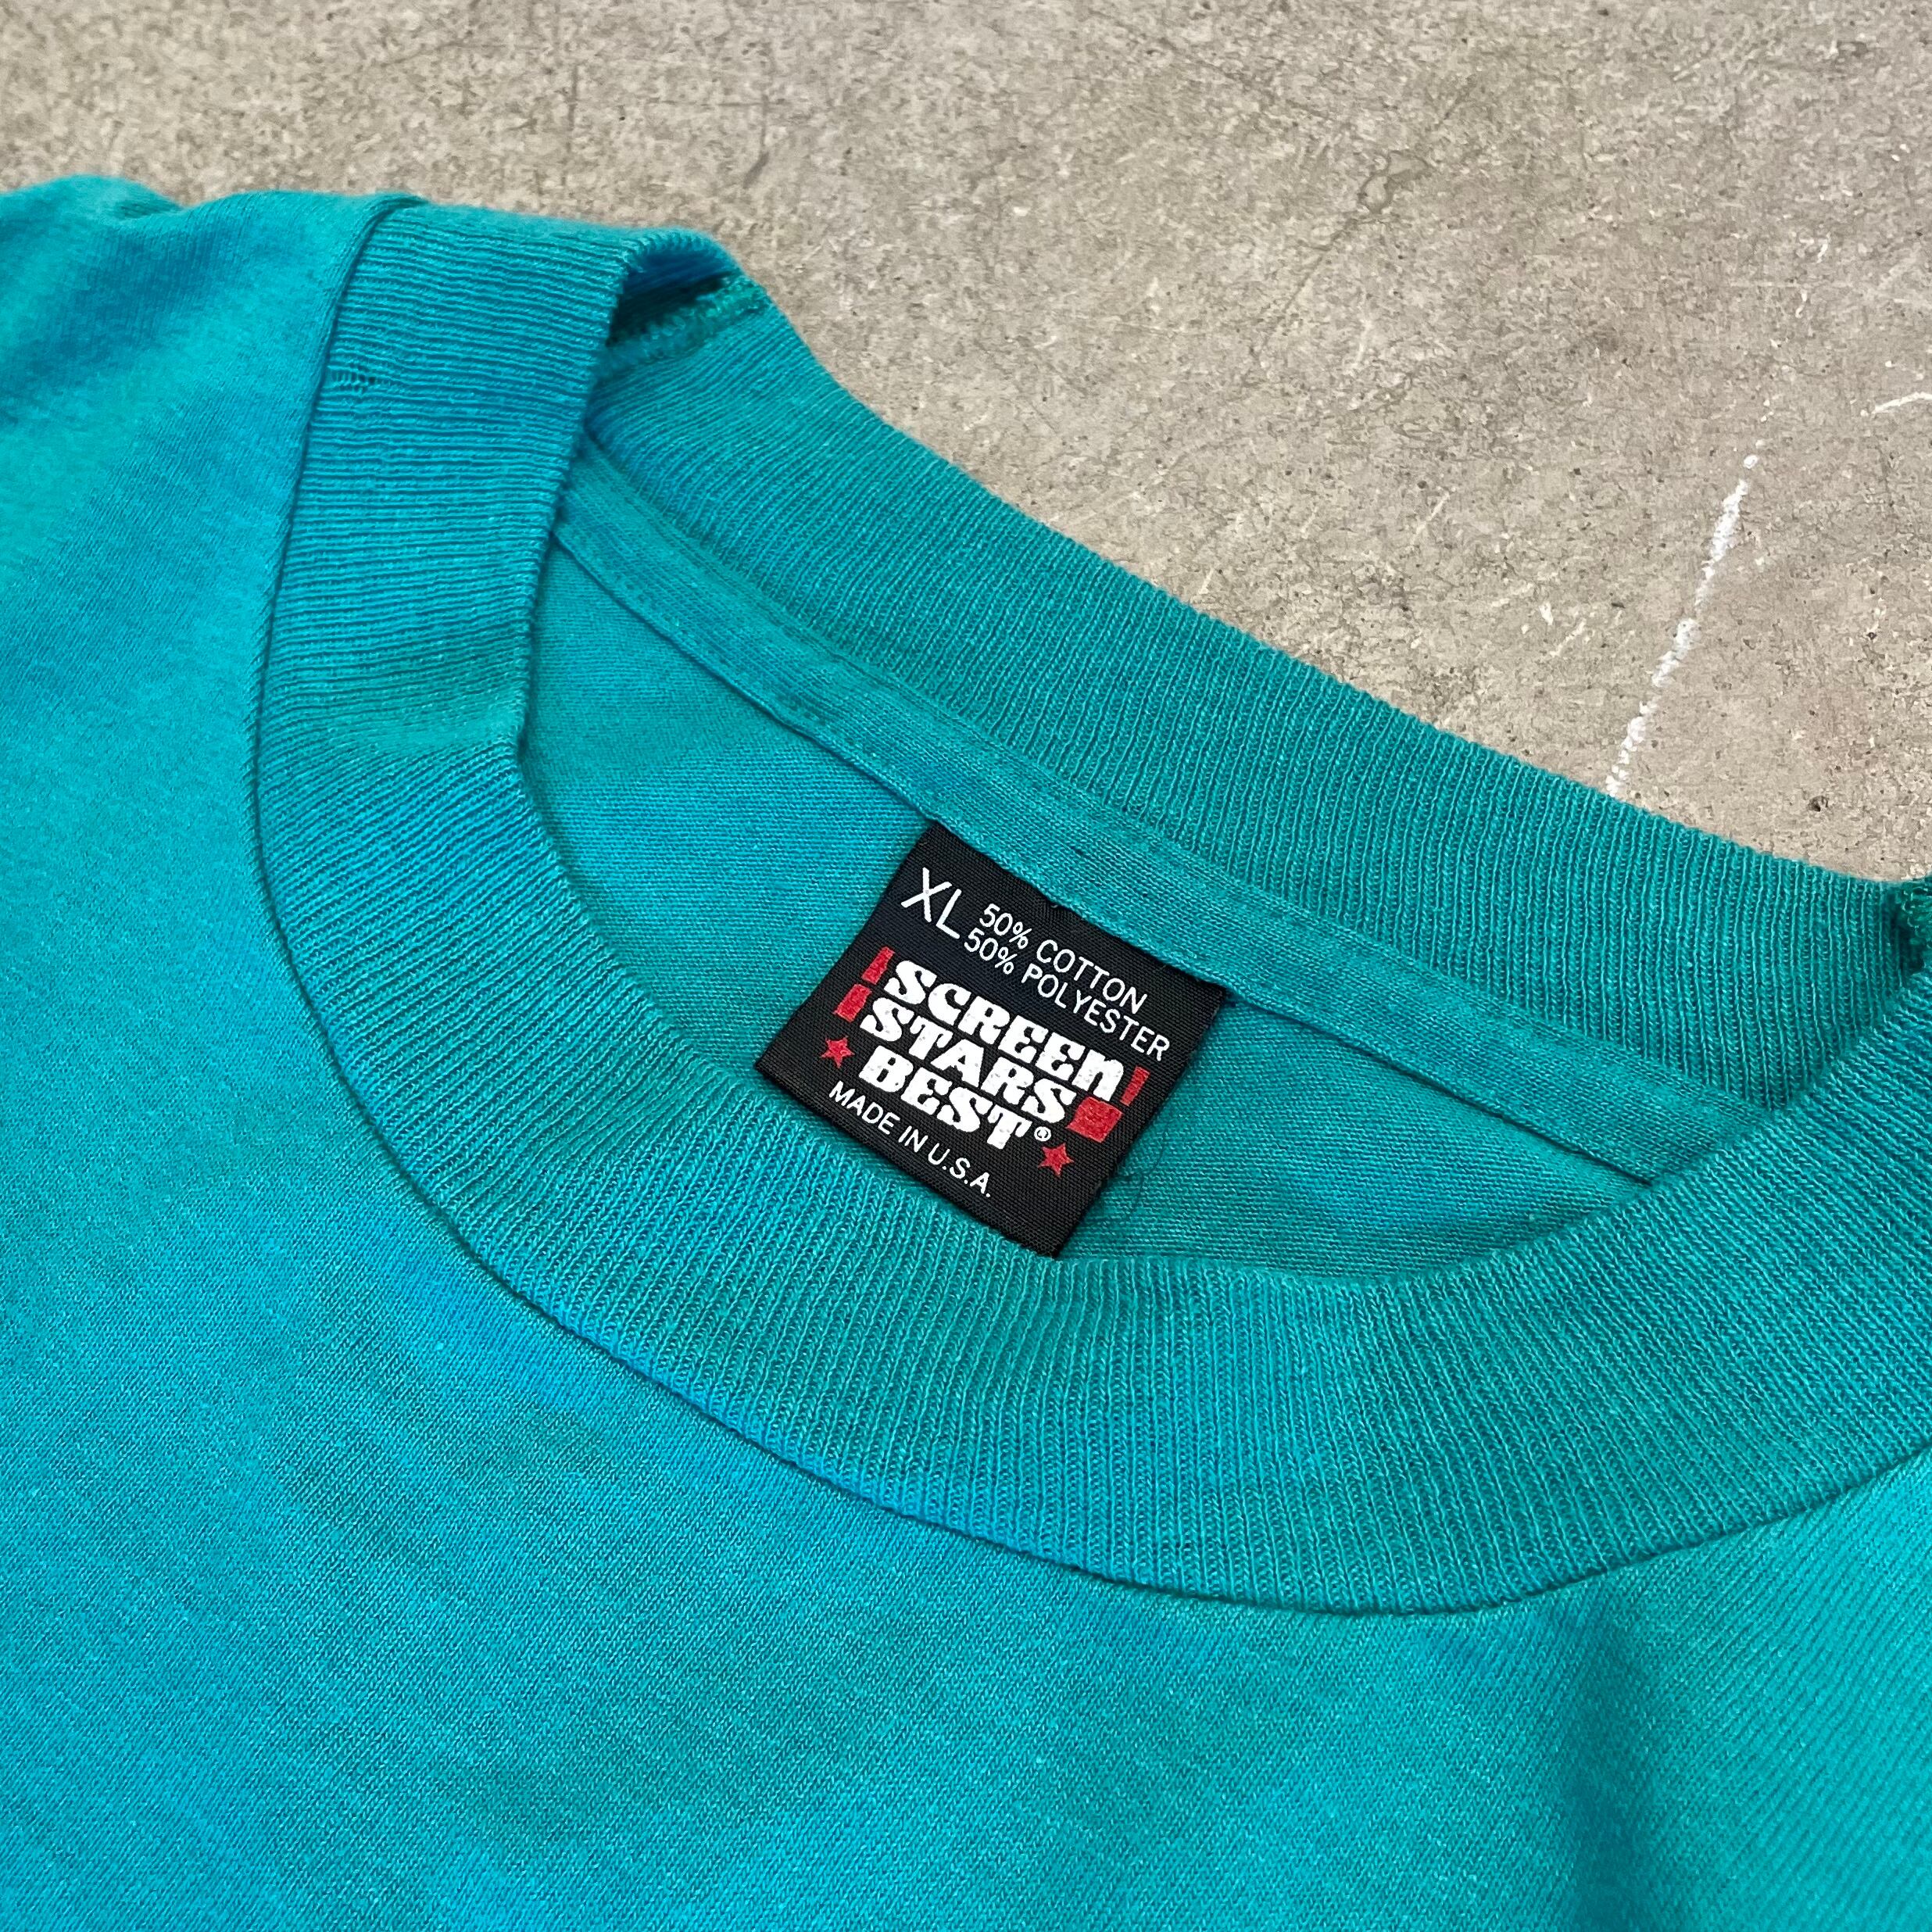 XL
50% COTTON
50% POLYESTER
SCREEN
STARS
BEST®
MADE IN U.S.A.